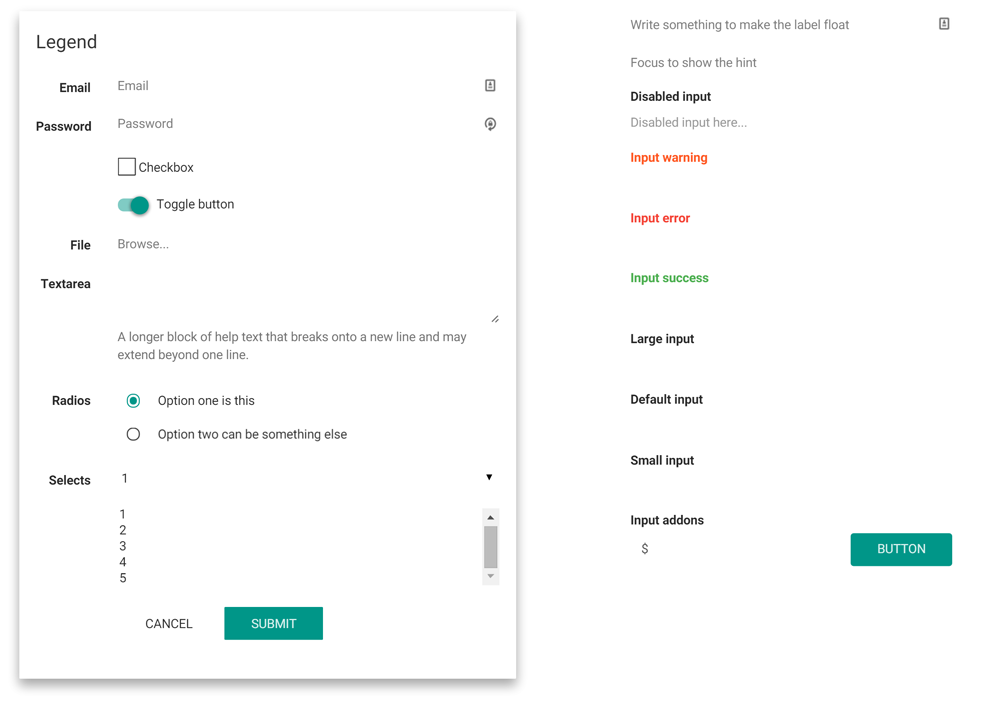 Legend
Email Email
Password Password
Checkbox
Toggle button
File Browse...
Textarea
A longer block of help text that breaks onto a new line and may
extend beyond one line.
Radios Option one is this
Option two can be something else
Selects 1
1
2
3
4
5
CANCEL SUBMIT
Write something to make the label float
Focus to show the hint
Disabled input
Disabled input here...
Input warning
Input error
Input success
Large input
Default input
Small input
Input addons
$ BUTTON